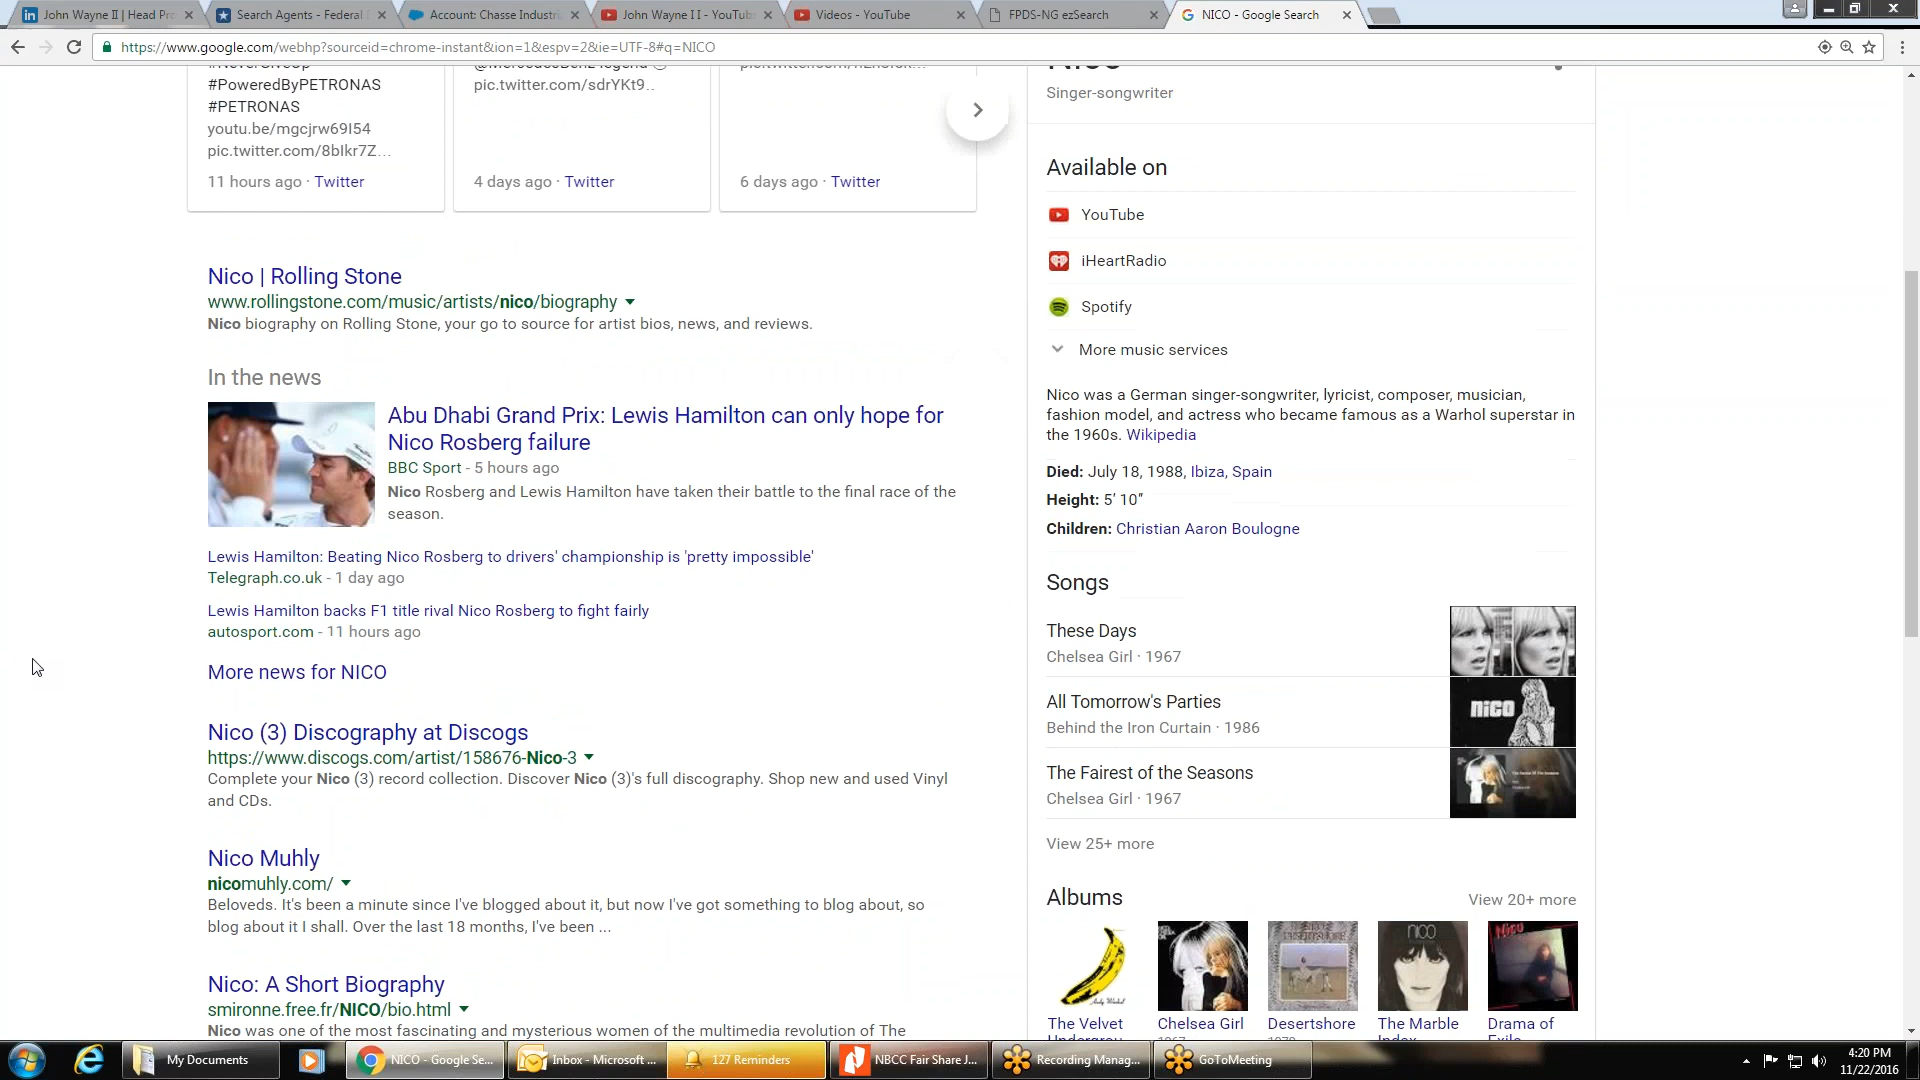 John Wayne II | Head Pr
Search Agents - Federal
Account: Chasse Industri
John Wayne I I - YouTub
Videos - YouTube
FPDS-NG ezSearch
NICO - Google Search
https://www.google.com/webhp?sourceid=chrome-instant&ion=1&espv=2&ie=UTF-8#q=NICO
#PoweredByPETRONAS
#PETRONAS
youtu.be/mgcjrw69I54
pic.twitter.com/8bIkr7Z...
11 hours ago · Twitter
pic.twitter.com/sdrYKt9..
4 days ago · Twitter
6 days ago · Twitter
Nico | Rolling Stone
www.rollingstone.com/music/artists/nico/biography
Nico biography on Rolling Stone, your go to source for artist bios, news, and reviews.
In the news
Abu Dhabi Grand Prix: Lewis Hamilton can only hope for
Nico Rosberg failure
BBC Sport - 5 hours ago
Nico Rosberg and Lewis Hamilton have taken their battle to the final race of the
season.
Lewis Hamilton: Beating Nico Rosberg to drivers' championship is 'pretty impossible'
Telegraph.co.uk - 1 day ago
Lewis Hamilton backs F1 title rival Nico Rosberg to fight fairly
autosport.com - 11 hours ago
More news for NICO
Nico (3) Discography at Discogs
https://www.discogs.com/artist/158676-Nico-3
Complete your Nico (3) record collection. Discover Nico (3)'s full discography. Shop new and used Vinyl
and CDs.
Nico Muhly
nicomuhly.com/
Beloveds. It's been a minute since I've blogged about it, but now I've got something to blog about, so
blog about it I shall. Over the last 18 months, I've been ...
Nico: A Short Biography
smironne.free.fr/NICO/bio.html
Nico was one of the most fascinating and mysterious women of the multimedia revolution of The
Nico
Singer-songwriter
Available on
YouTube
iHeartRadio
Spotify
More music services
Nico was a German singer-songwriter, lyricist, composer, musician,
fashion model, and actress who became famous as a Warhol superstar in
the 1960s. Wikipedia
Died: July 18, 1988, Ibiza, Spain
Height: 5' 10"
Children: Christian Aaron Boulogne
Songs
These Days
Chelsea Girl · 1967
All Tomorrow's Parties
Behind the Iron Curtain · 1986
nico
The Fairest of the Seasons
Chelsea Girl · 1967
View 25+ more
Albums
View 20+ more
nico
Nico
The Velvet
Chelsea Girl
Desertshore
The Marble
Drama of
My Documents
NICO - Google Se...
Inbox - Microsoft ...
127 Reminders
NBCC Fair Share J...
Recording Manag...
GoToMeeting
4:20 PM
11/22/2016